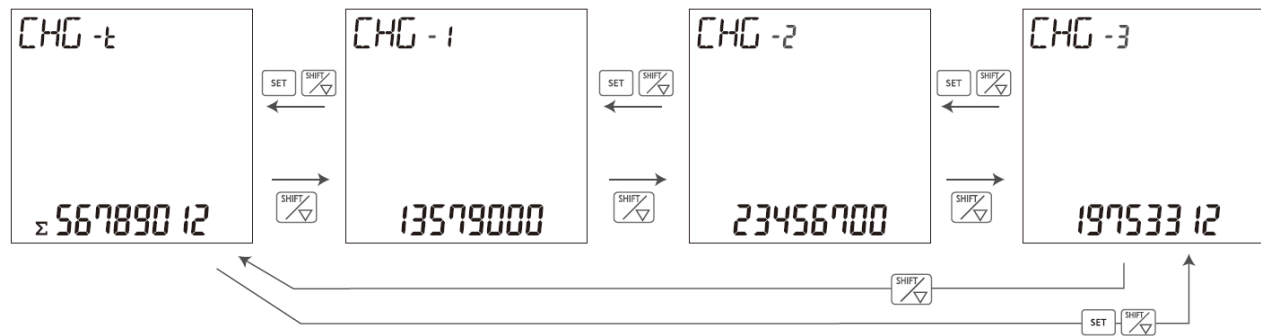 CHG -t
CHG -1
CHG -2
CHG -3
SET SHIFT/
SET SHIFT/
SET SHIFT/
SHIFT/
SHIFT/
SHIFT/
Σ 56789012
13579000
23456700
19753312
SHIFT/
SET SHIFT/